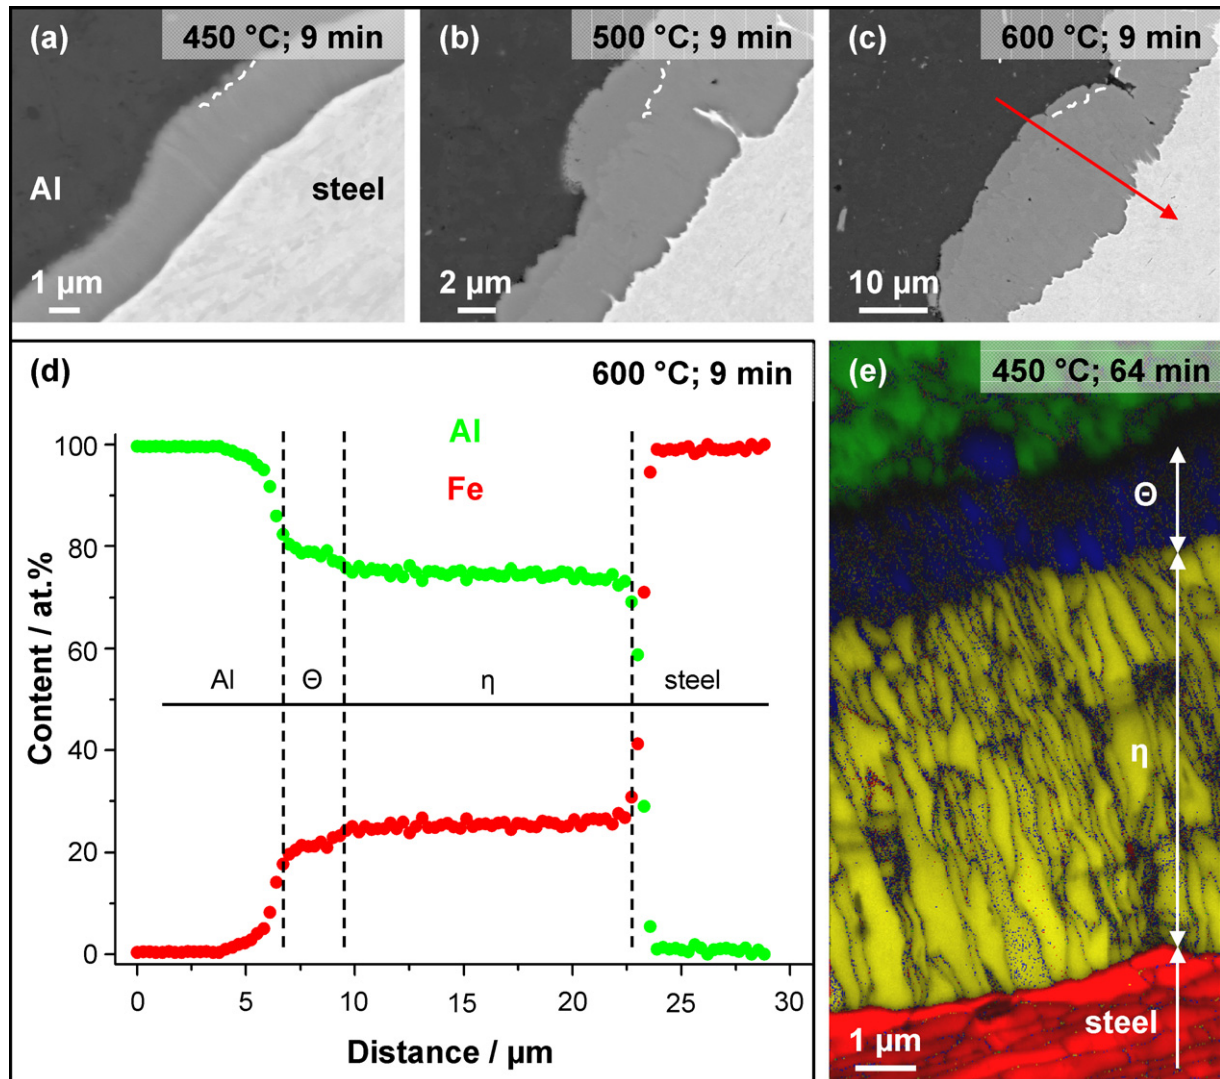 (a) 450 °C; 9 min
Al
steel
1 µm
(b) 500 °C; 9 min
2 µm
(c) 600 °C; 9 min
10 µm
(d) 600 °C; 9 min
Al
Fe
100
80
60
40
20
0
Content / at.%
Al Θ η steel
0 5 10 15 20 25 30
Distance / µm
(e) 450 °C; 64 min
Θ
η
steel
1 µm